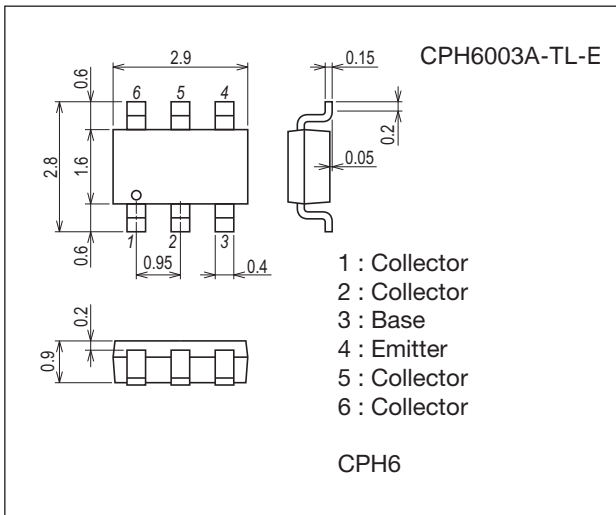 CPH6003A-TL-E
2.9
0.15
0.6
6 5 4
0.2
2.8
1.6
0.05
1 2 3
0.6
0.95
0.4
1 : Collector
2 : Collector
3 : Base
4 : Emitter
5 : Collector
6 : Collector
0.2
0.9
CPH6